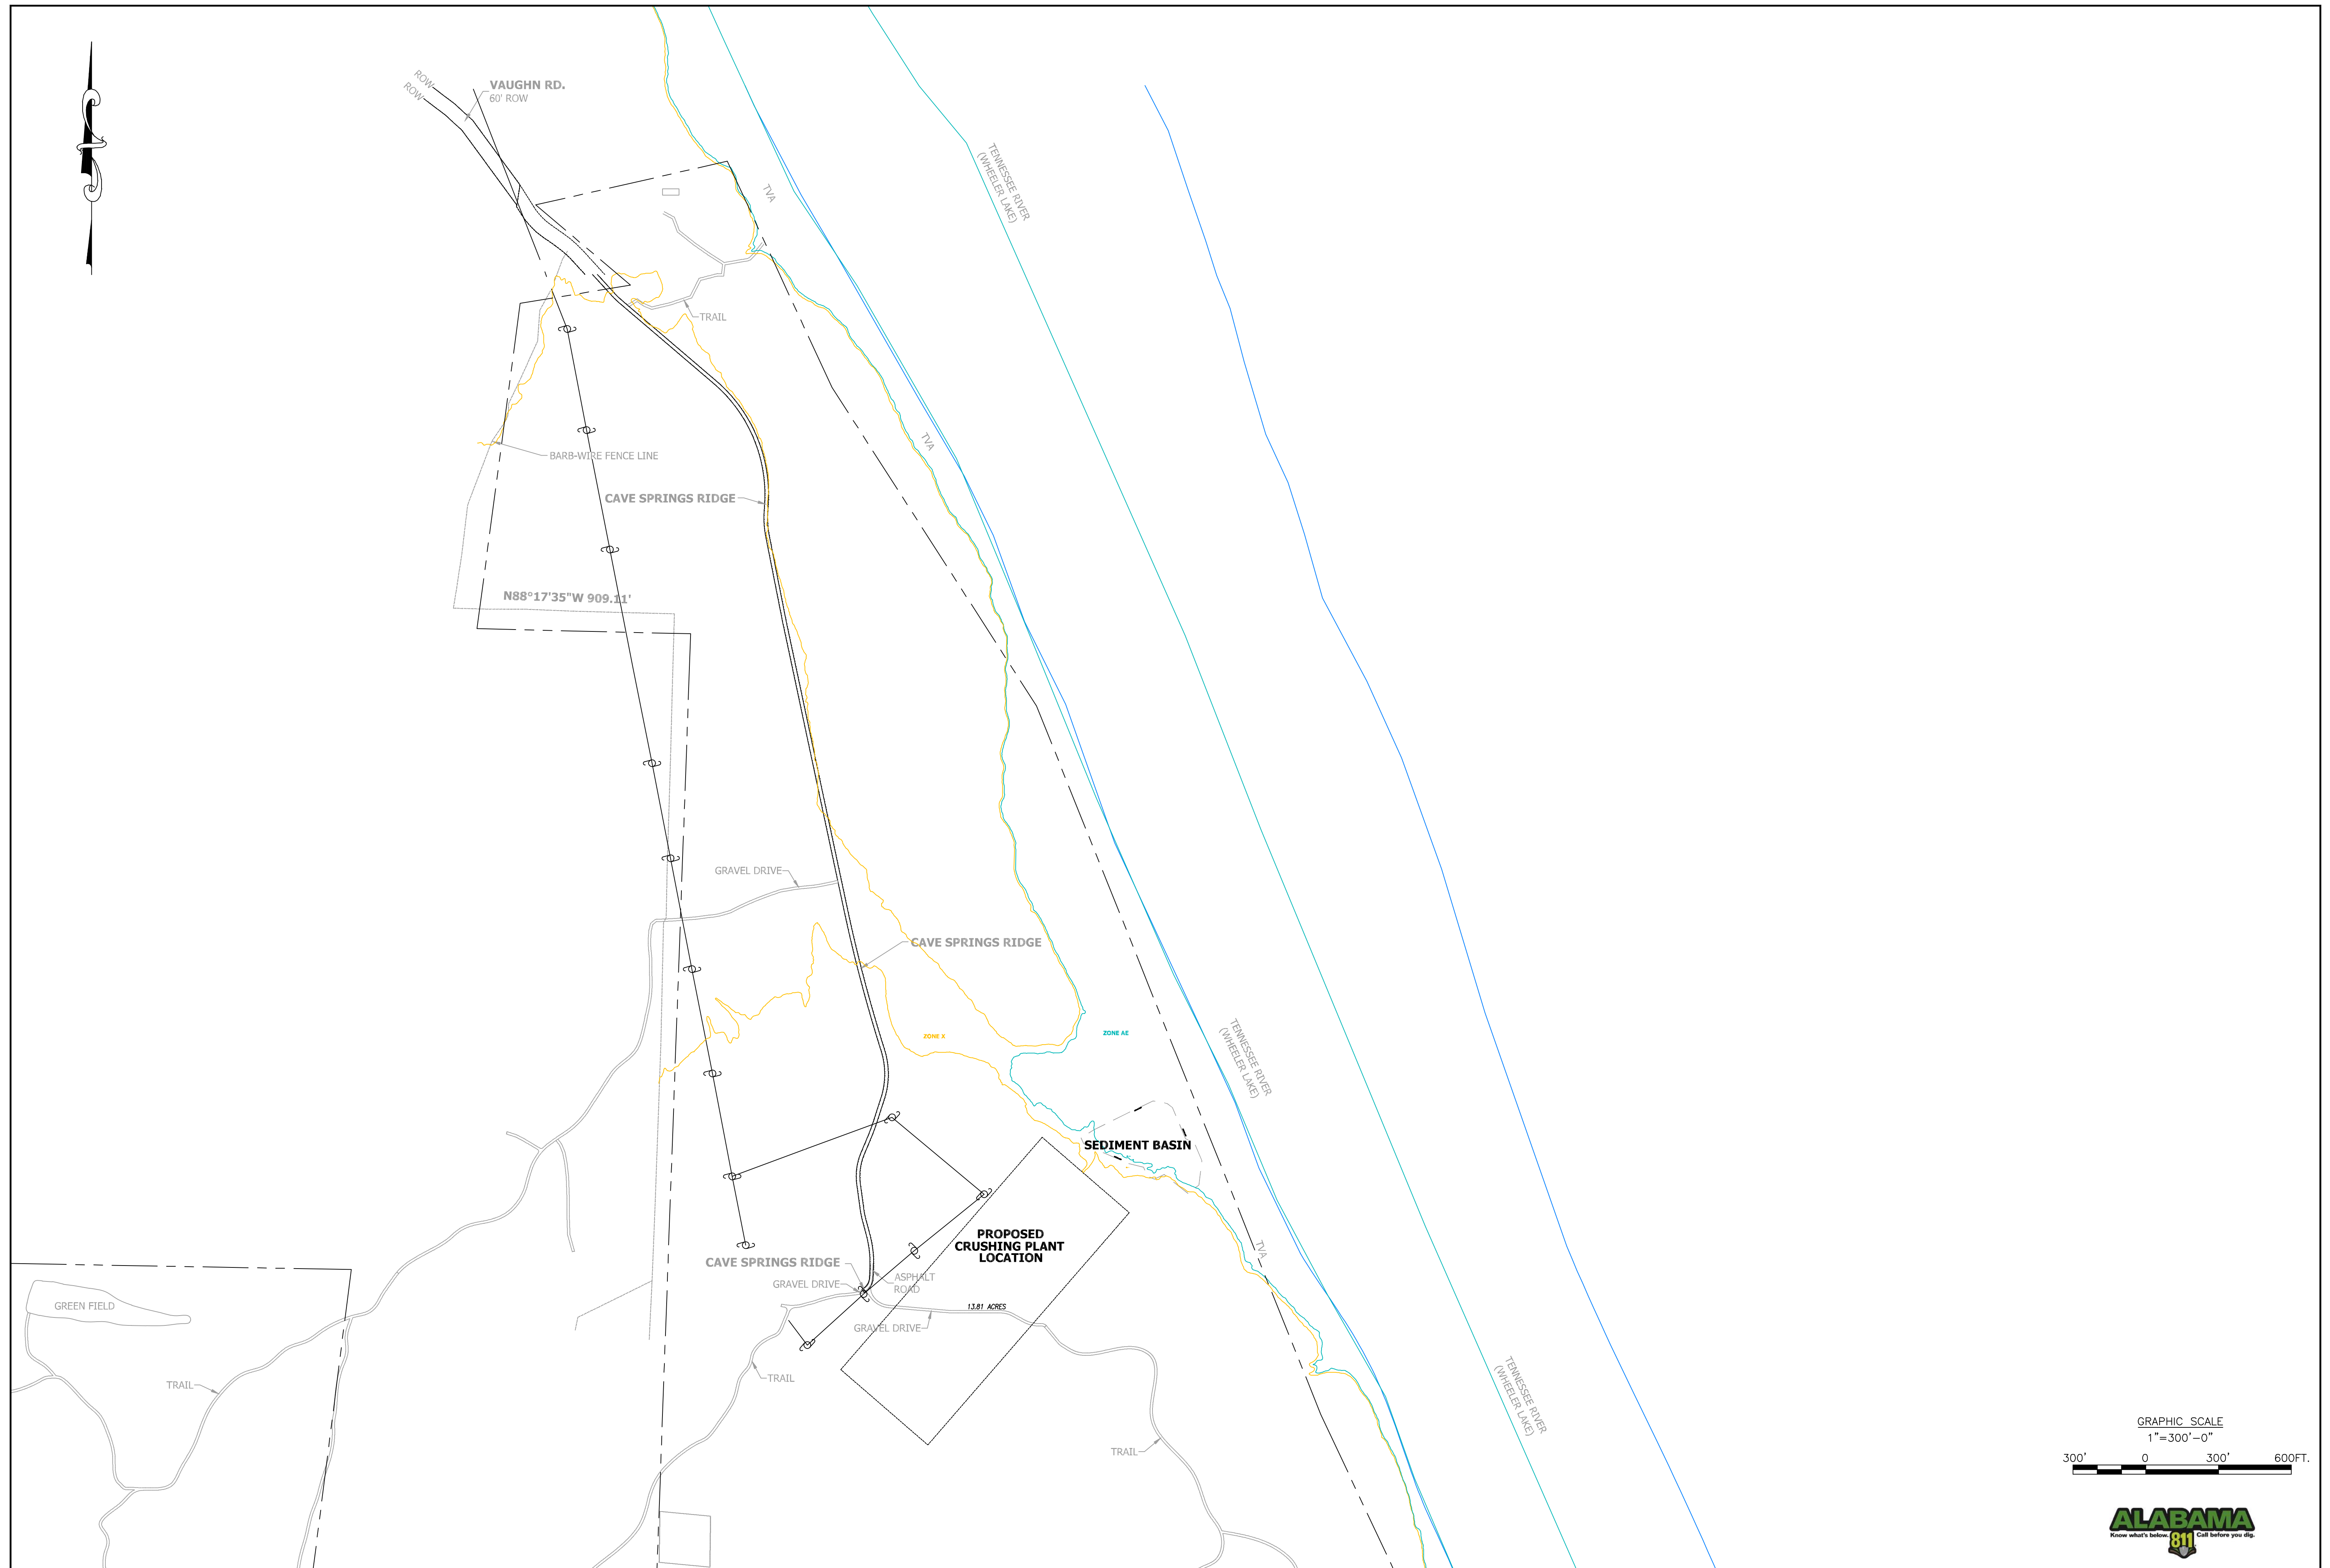 ROW
ROW
VAUGHN RD.
60' ROW
TVA
TENNESSEE RIVER
(WHEELER LAKE)
TRAIL
TVA
BARB-WIRE FENCE LINE
CAVE SPRINGS RIDGE
N88°17'35"W 909.11'
GRAVEL DRIVE
CAVE SPRINGS RIDGE
ZONE X
ZONE AE
TENNESSEE RIVER
(WHEELER LAKE)
SEDIMENT BASIN
PROPOSED
CRUSHING PLANT
LOCATION
TVA
CAVE SPRINGS RIDGE
GRAVEL DRIVE
ASPHALT
ROAD
13.81 ACRES
GRAVEL DRIVE
GREEN FIELD
TRAIL
TRAIL
TRAIL
TENNESSEE RIVER
(WHEELER LAKE)
GRAPHIC SCALE
1"=300'-0"
300' 0 300' 600FT.
ALABAMA
Know what's below. 811 Call before you dig.